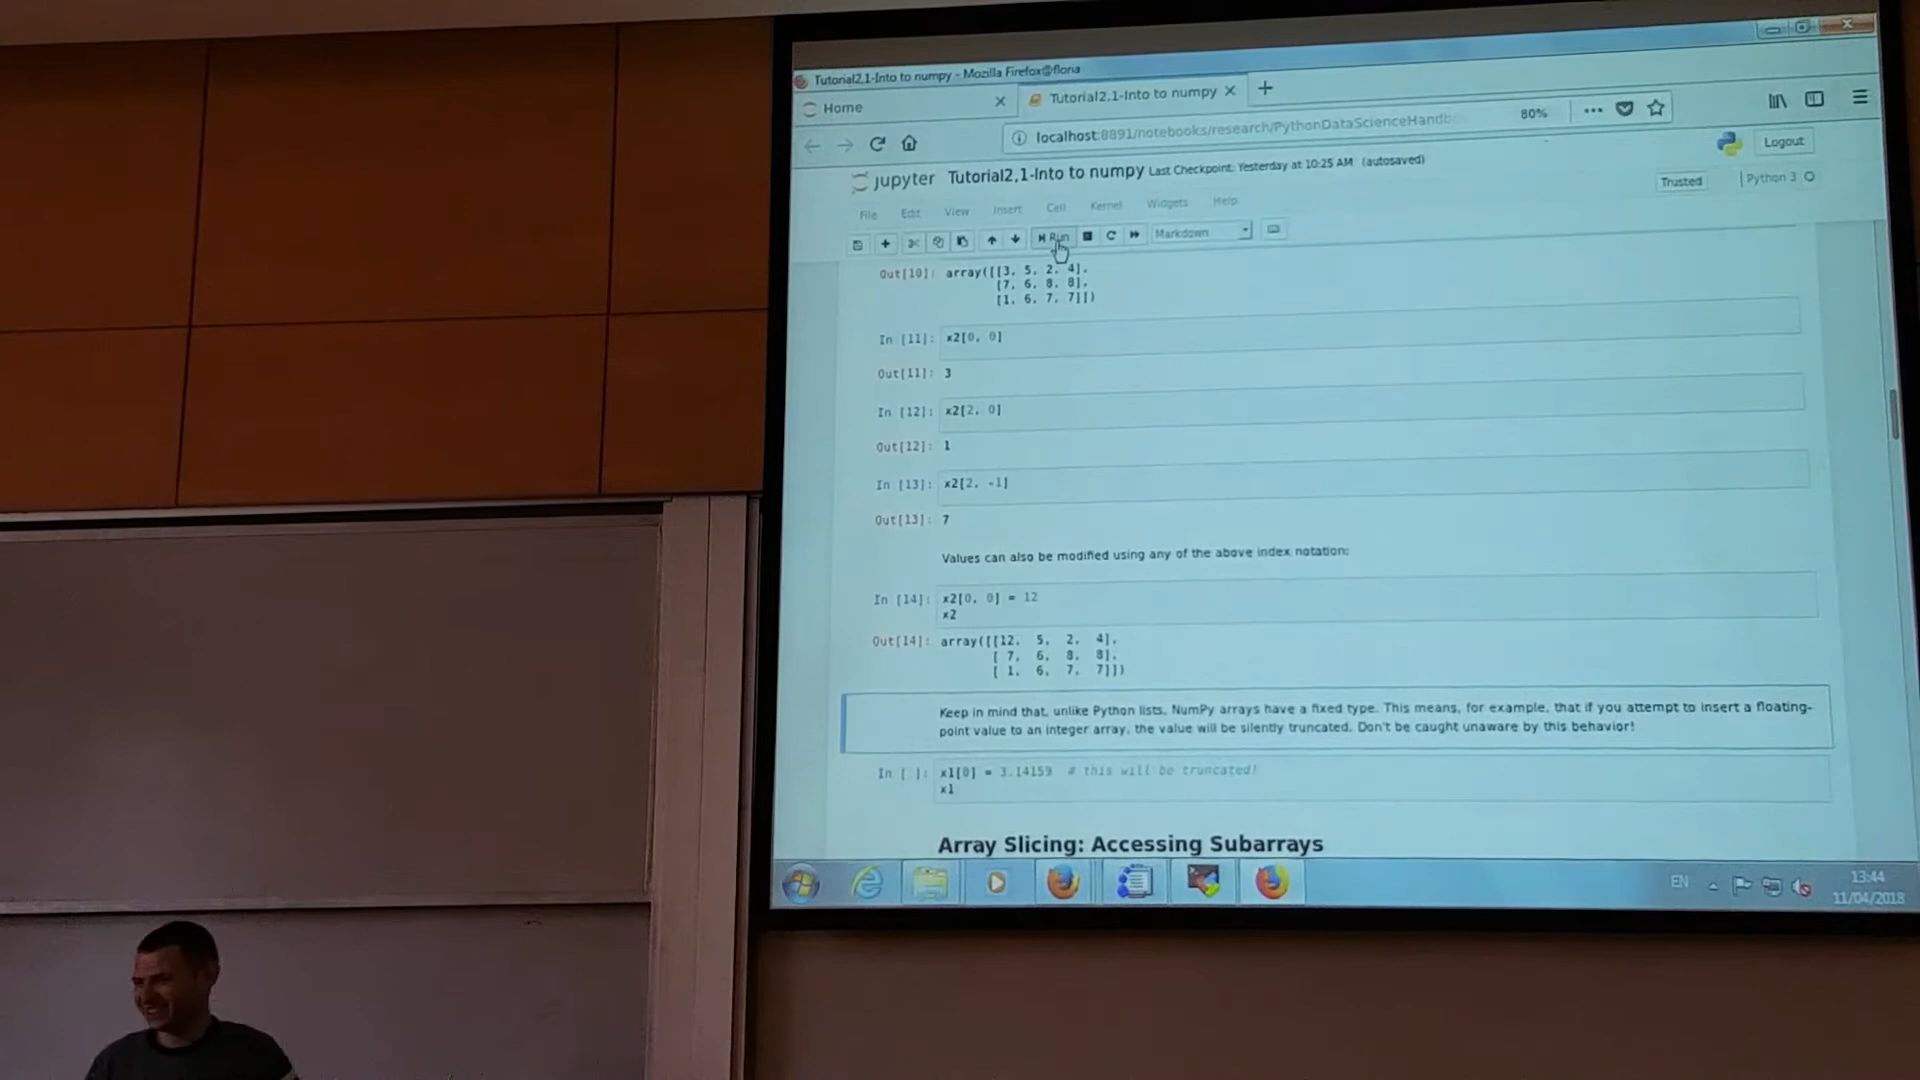 Tutorial2,1-Into to numpy - Mozilla Firefox@flona
Home
Tutorial2,1-Into to numpy
localhost:8891/notebooks/research/PythonDataScienceHandb
80%
Logout
jupyter Tutorial2,1-Into to numpy Last Checkpoint: Yesterday at 10:25 AM (autosaved)
Trusted
Python 3
File Edit View Insert Cell Kernel Widgets Help
Run
Markdown
Out[10]: array([[3, 5, 2, 4],
[7, 6, 8, 8],
[1, 6, 7, 7]])
In [11]: x2[0, 0]
Out[11]: 3
In [12]: x2[2, 0]
Out[12]: 1
In [13]: x2[2, -1]
Out[13]: 7
Values can also be modified using any of the above index notation:
In [14]: x2[0, 0] = 12
x2
Out[14]: array([[12, 5, 2, 4],
[ 7, 6, 8, 8],
[ 1, 6, 7, 7]])
Keep in mind that, unlike Python lists, NumPy arrays have a fixed type. This means, for example, that if you attempt to insert a floating-
point value to an integer array, the value will be silently truncated. Don't be caught unaware by this behavior!
In [ ]: x1[0] = 3.14159 # this will be truncated!
x1
Array Slicing: Accessing Subarrays
EN
13:44
11/04/2018